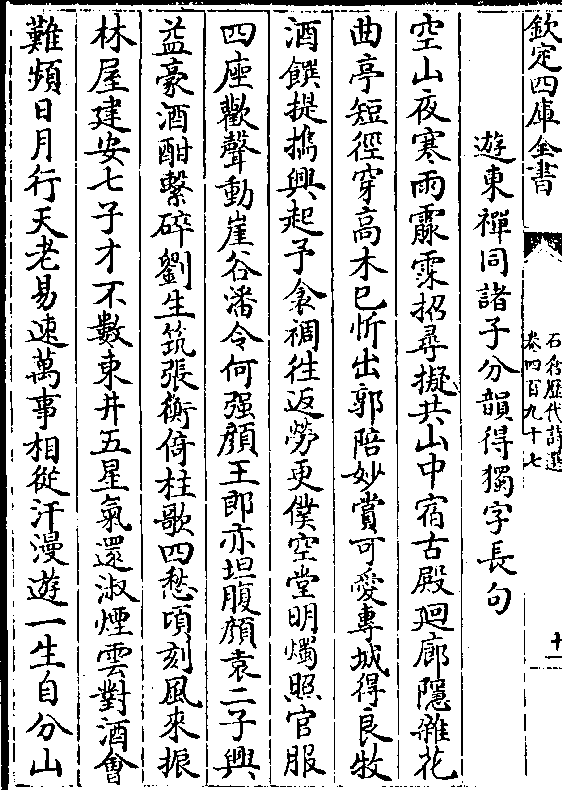 欽定四庫全書
石倉歷代詩選
卷四百九十七
十一
遊東禪同諸子分韻得獨字長句
空山夜寒雨霢霂招尋擬共山中宿古殿迴廊隱雜花
曲亭短徑穿高木已忻出郭陪妙賞可愛專城得良牧
酒饌提攜興起予衾裯往返勞更僕空堂明燭照官服
四座歡聲動崖谷潘令何强顔王郎亦坦腹顔袁二子興
益豪酒酣擊碎劉生筑張衡倚柱歌四愁頃刻風來振
林屋建安七子才不數東井五星氣還淑煙雲對酒會
難頻日月行天老易速萬事相從汗漫遊一生自分山